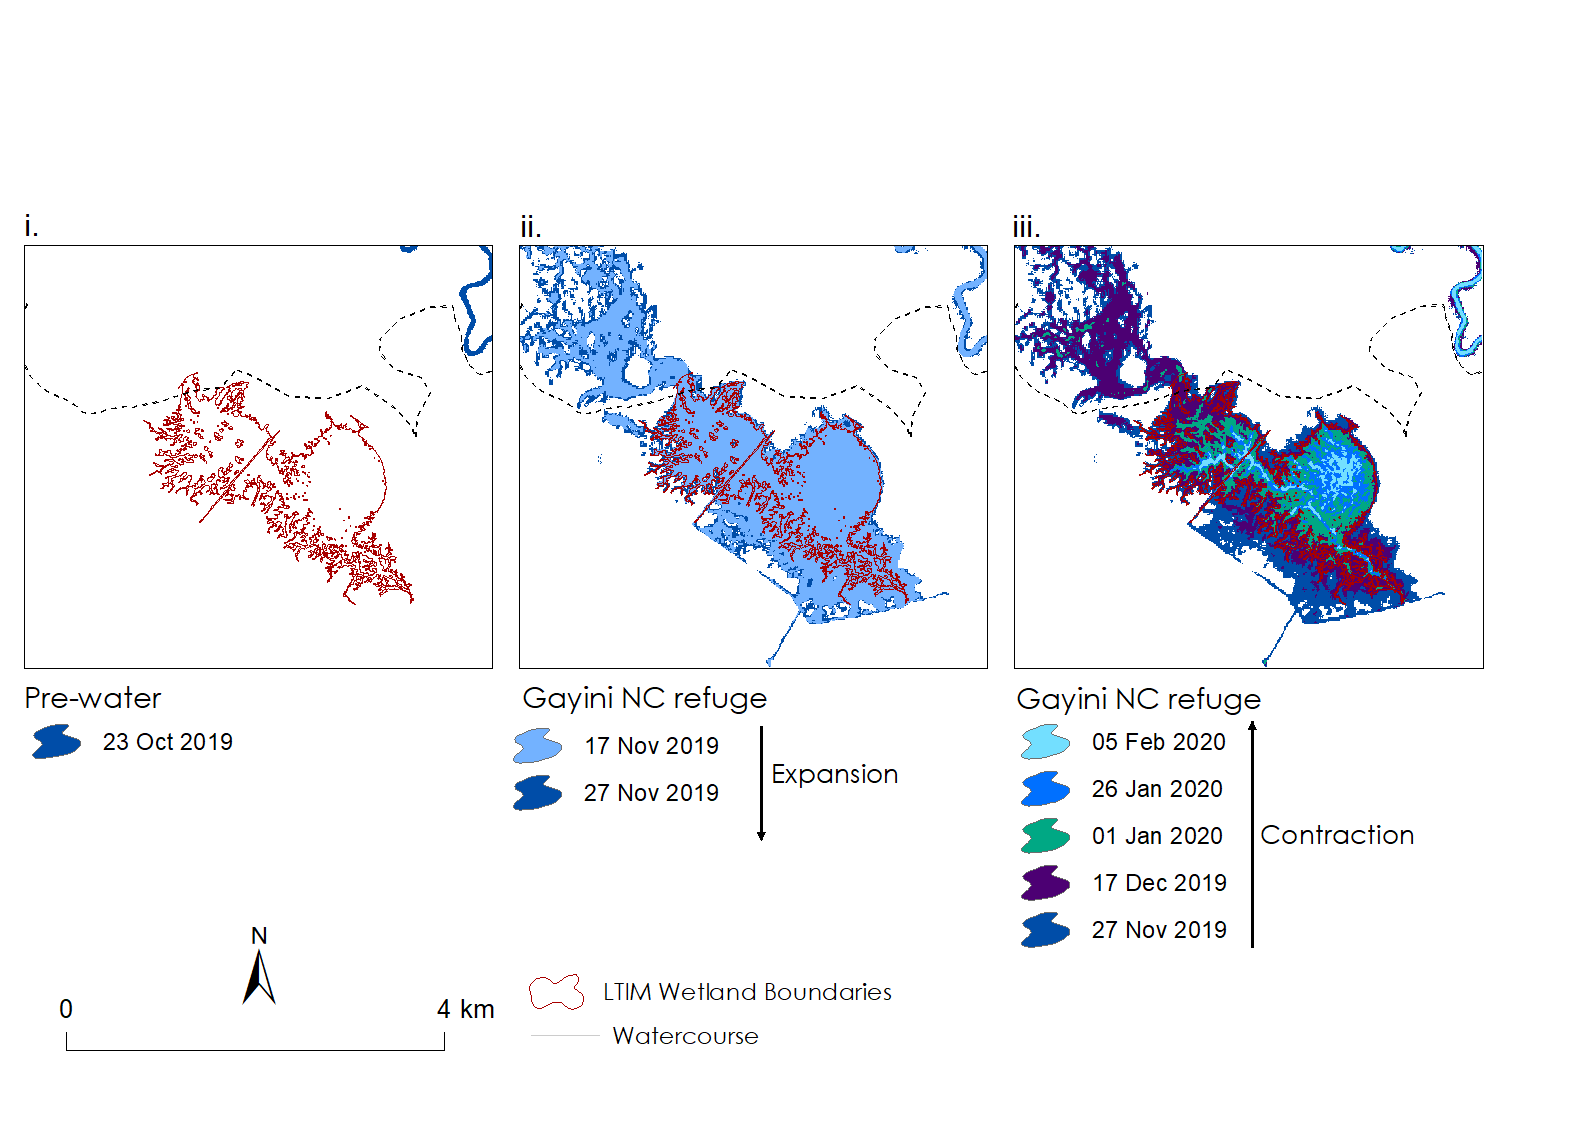 i.
ii.
iii.
Pre-water
23 Oct 2019
Gayini NC refuge
17 Nov 2019
27 Nov 2019
Expansion
Gayini NC refuge
05 Feb 2020
26 Jan 2020
01 Jan 2020
17 Dec 2019
27 Nov 2019
Contraction
N
0 4 km
LTIM Wetland Boundaries
Watercourse